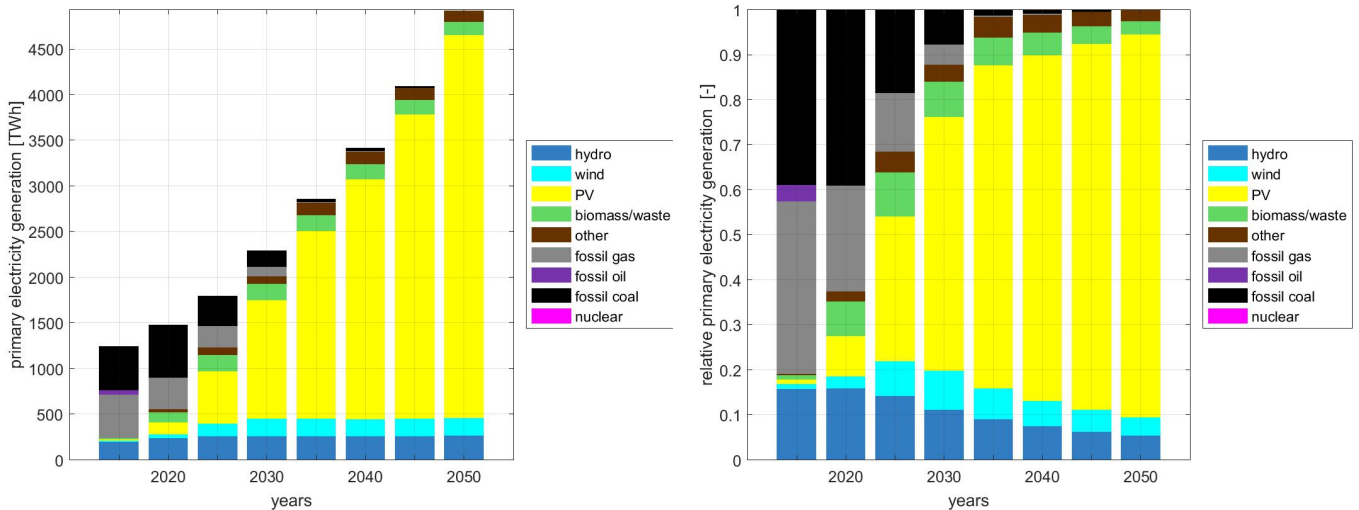 primary electricity generation [TWh]
4500
4000
3500
3000
2500
2000
1500
1000
500
0
2020
2030
2040
2050
years
hydro
wind
PV
biomass/waste
other
fossil gas
fossil oil
fossil coal
nuclear
relative primary electricity generation [-]
1
0.9
0.8
0.7
0.6
0.5
0.4
0.3
0.2
0.1
0
2020
2030
2040
2050
years
hydro
wind
PV
biomass/waste
other
fossil gas
fossil oil
fossil coal
nuclear